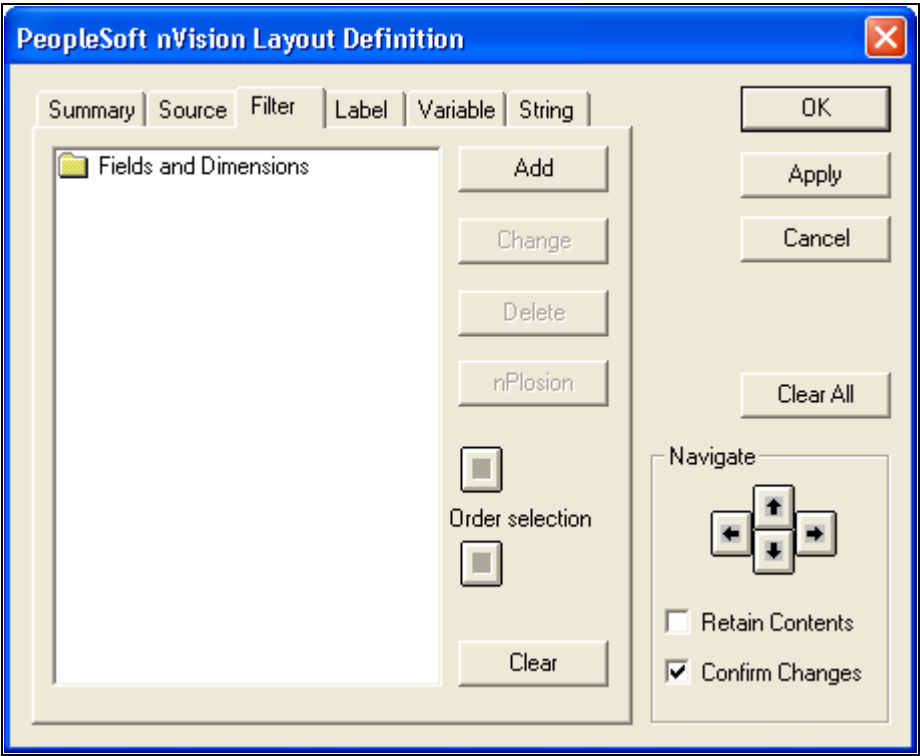 PeopleSoft nVision Layout Definition
Summary Source Filter Label Variable String
OK
Fields and Dimensions
Add
Apply
Change
Cancel
Delete
nPlosion
Clear All
Navigate
Order selection
Retain Contents
Clear
Confirm Changes